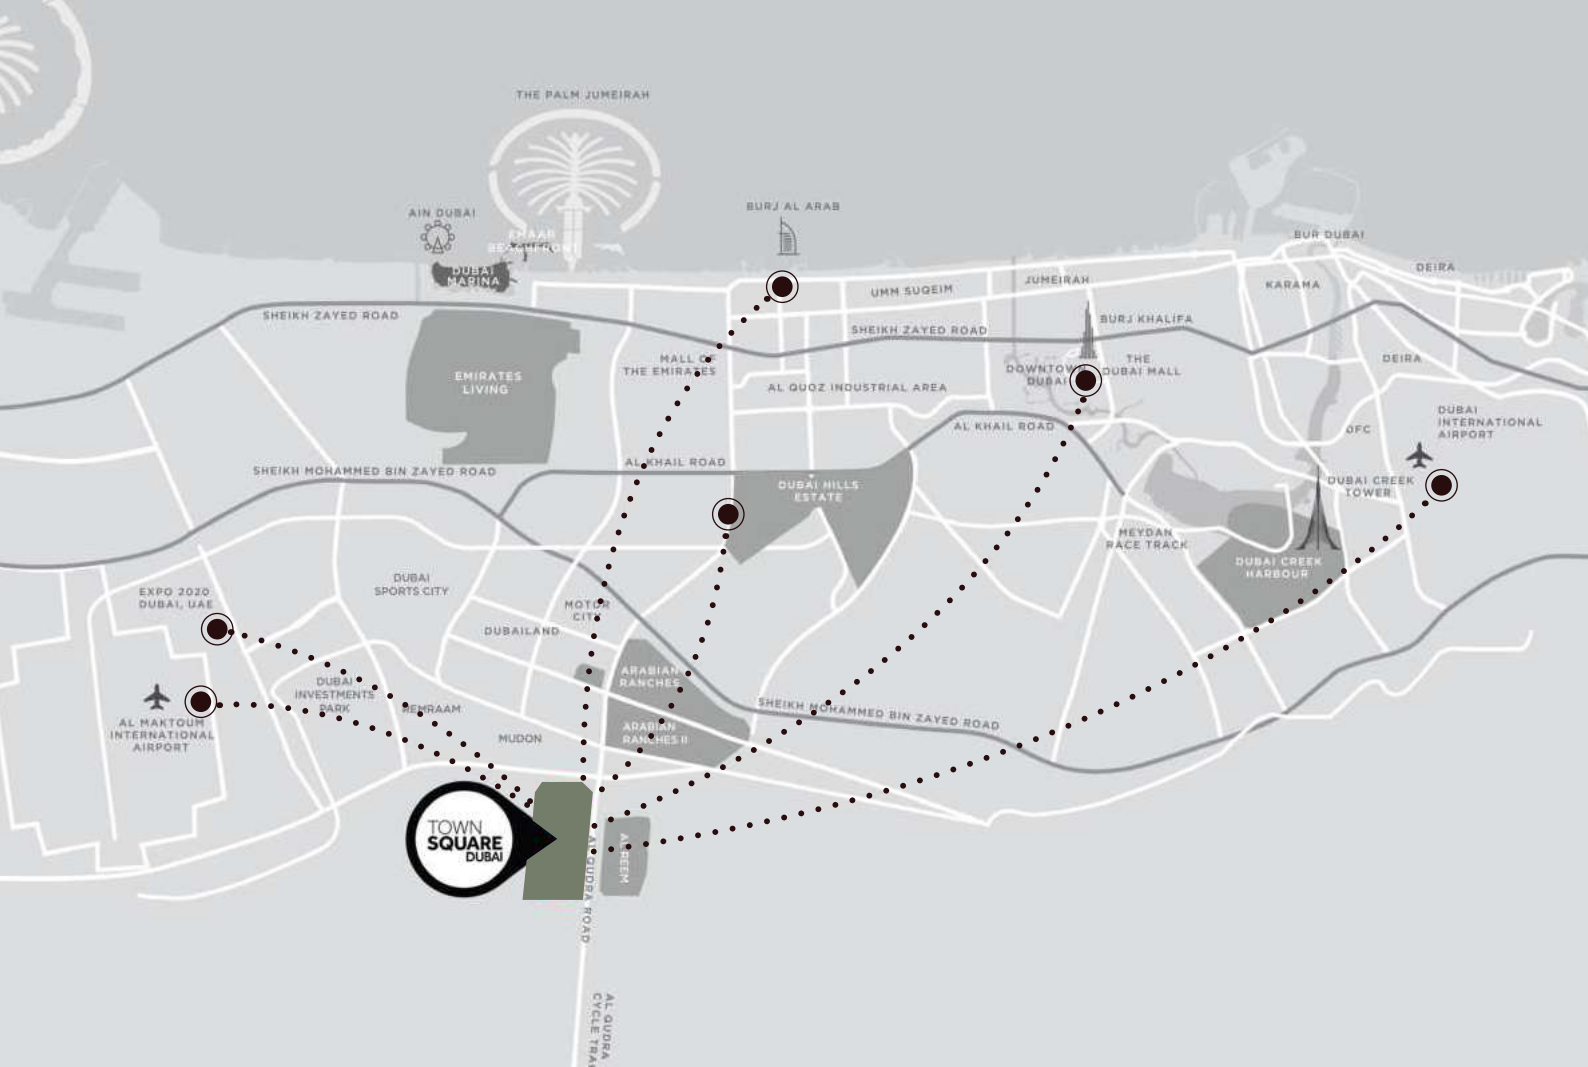 THE PALM JUMEIRAH
AIN DUBAI
BURJ AL ARAB
EMAAR
BEACHFRONT
DUBAI
MARINA
BUR DUBAI
DEIRA
KARAMA
JUMEIRAH
UMM SUQEIM
SHEIKH ZAYED ROAD
SHEIKH ZAYED ROAD
BURJ KHALIFA
MALL OF
THE EMIRATES
THE
DUBAI MALL
DOWNTOWN
DUBAI
DEIRA
EMIRATES
LIVING
AL QUOZ INDUSTRIAL AREA
DUBAI
INTERNATIONAL
AIRPORT
AL KHAIL ROAD
AL KHAIL ROAD
SHEIKH MOHAMMED BIN ZAYED ROAD
DUBAI HILLS
ESTATE
DUBAI CREEK
TOWER
MEYDAN
RACE TRACK
DUBAI CREEK
HARBOUR
EXPO 2020
DUBAI, UAE
DUBAI
SPORTS CITY
MOTOR
CITY
DUBAILAND
ARABIAN
RANCHES
DUBAI
INVESTMENTS
PARK
REMRAAM
SHEIKH MOHAMMED BIN ZAYED ROAD
AL MAKTOUM
INTERNATIONAL
AIRPORT
MUDON
ARABIAN
RANCHES II
TOWN
SQUARE
DUBAI
AL REEM
AL QUDRA ROAD
AL QUDRA